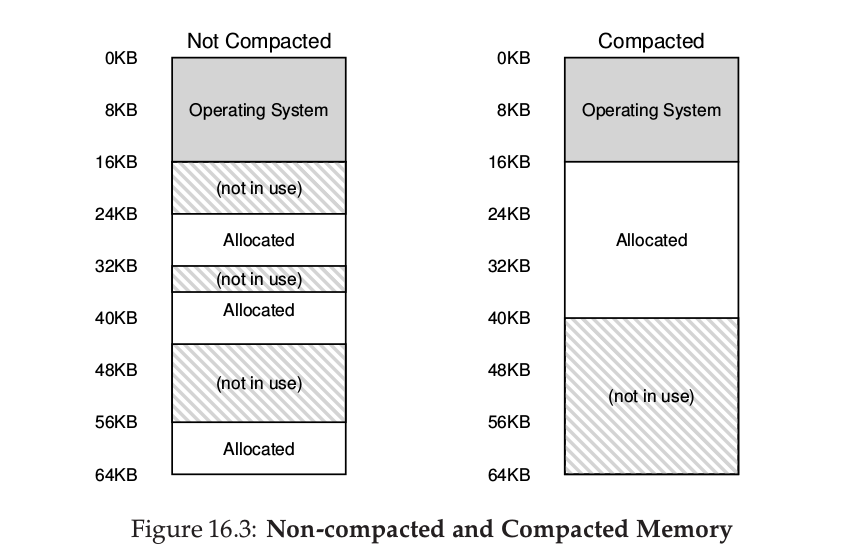 Not Compacted
0KB
8KB
Operating System
16KB
(not in use)
24KB
Allocated
32KB
(not in use)
Allocated
40KB
48KB
(not in use)
56KB
Allocated
64KB
Compacted
0KB
8KB
Operating System
16KB
24KB
Allocated
32KB
40KB
48KB
(not in use)
56KB
64KB
Figure 16.3: Non-compacted and Compacted Memory